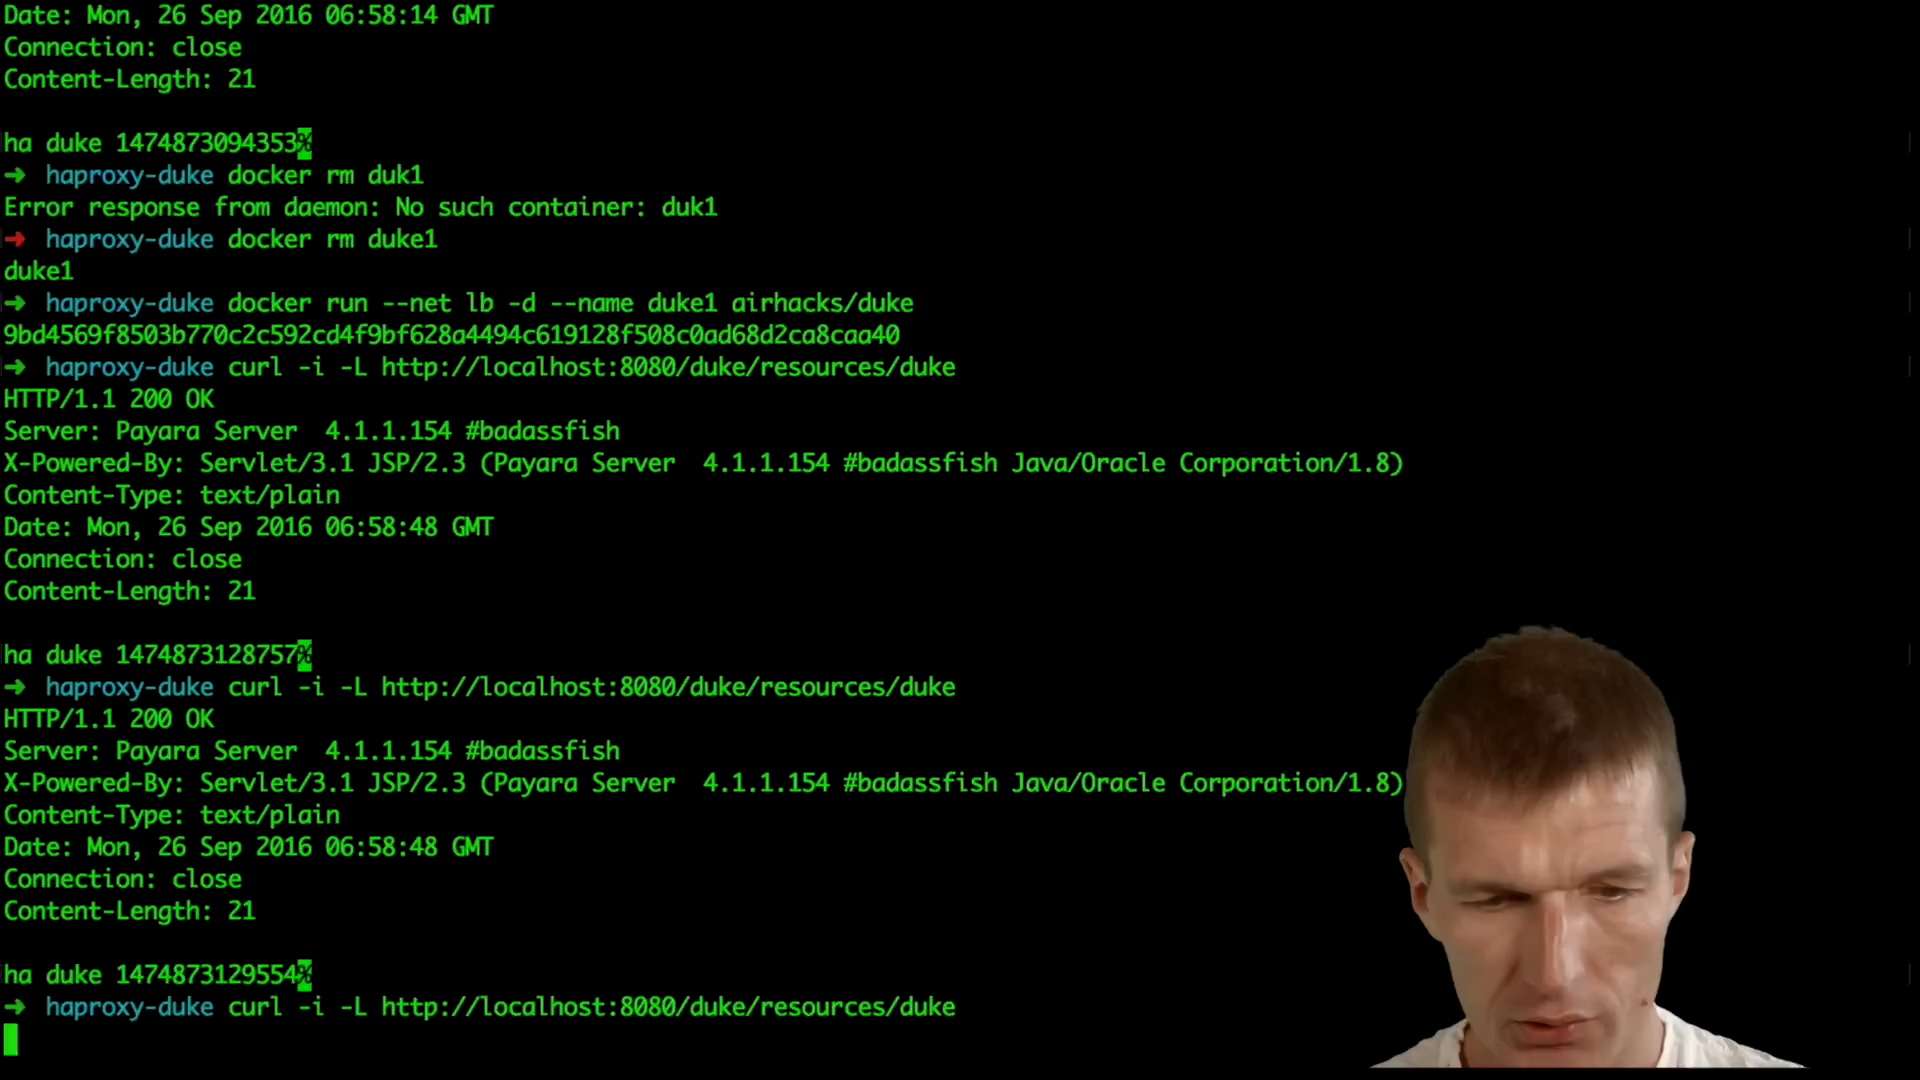 Date: Mon, 26 Sep 2016 06:58:14 GMT
Connection: close
Content-Length: 21
ha duke 1474873094353%
➜ haproxy-duke docker rm duk1
Error response from daemon: No such container: duk1
➜ haproxy-duke docker rm duke1
duke1
➜ haproxy-duke docker run --net lb -d --name duke1 airhacks/duke
9bd4569f8503b770c2c592cd4f9bf628a4494c619128f508c0ad68d2ca8caa40
➜ haproxy-duke curl -i -L http://localhost:8080/duke/resources/duke
HTTP/1.1 200 OK
Server: Payara Server  4.1.1.154 #badassfish
X-Powered-By: Servlet/3.1 JSP/2.3 (Payara Server  4.1.1.154 #badassfish Java/Oracle Corporation/1.8)
Content-Type: text/plain
Date: Mon, 26 Sep 2016 06:58:48 GMT
Connection: close
Content-Length: 21
ha duke 1474873128757%
➜ haproxy-duke curl -i -L http://localhost:8080/duke/resources/duke
HTTP/1.1 200 OK
Server: Payara Server  4.1.1.154 #badassfish
X-Powered-By: Servlet/3.1 JSP/2.3 (Payara Server  4.1.1.154 #badassfish Java/Oracle Corporation/1.8)
Content-Type: text/plain
Date: Mon, 26 Sep 2016 06:58:48 GMT
Connection: close
Content-Length: 21
ha duke 1474873129554%
➜ haproxy-duke curl -i -L http://localhost:8080/duke/resources/duke